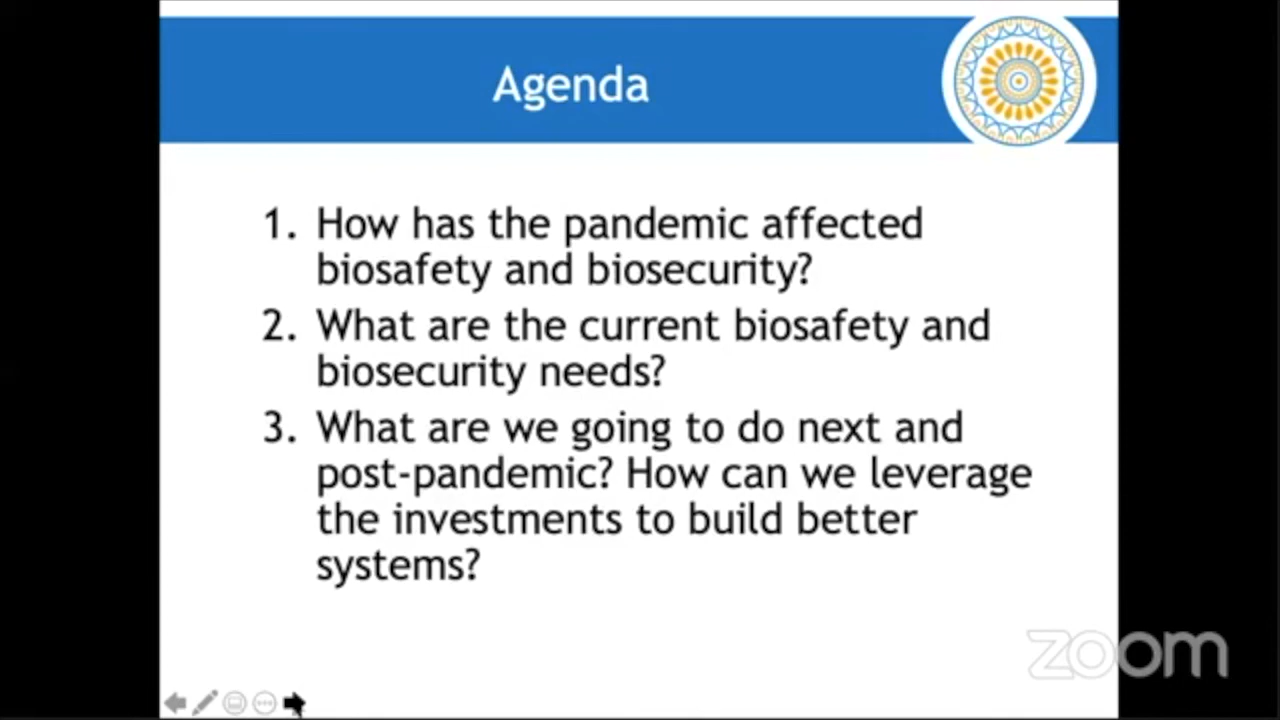 Agenda
1. How has the pandemic affected
biosafety and biosecurity?
2. What are the current biosafety and
biosecurity needs?
3. What are we going to do next and
post-pandemic? How can we leverage
the investments to build better
systems?
zoom